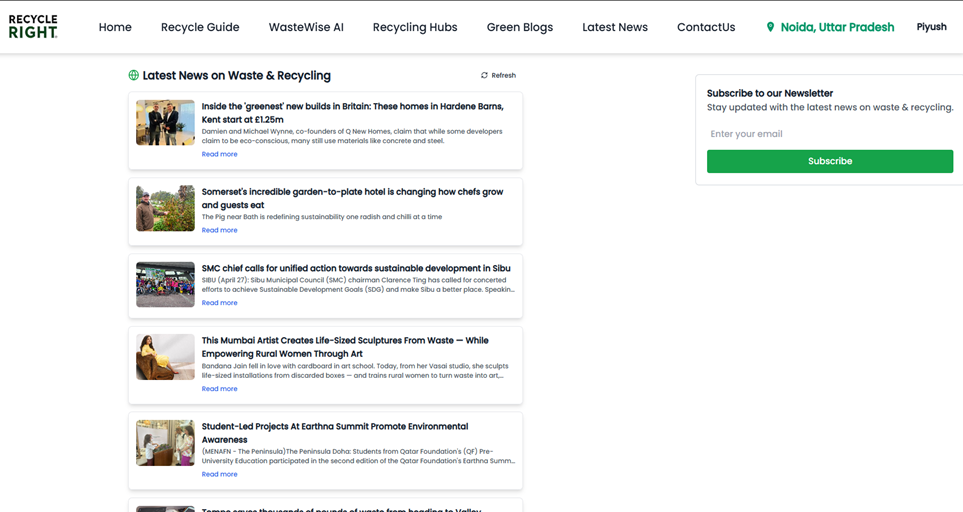 RECYCLE
RIGHT
Home
Recycle Guide
WasteWise AI
Recycling Hubs
Green Blogs
Latest News
ContactUs
Noida, Uttar Pradesh
Piyush
Latest News on Waste & Recycling
Refresh
Inside the 'greenest' new builds in Britain: These homes in Hardene Barns,
Kent start at £1.25m
Damien and Michael Wynne, co-founders of Q New Homes, claim that while some developers
claim to be eco-conscious, many still use materials like concrete and steel.
Read more
Somerset's incredible garden-to-plate hotel is changing how chefs grow
and guests eat
The Pig near Bath is redefining sustainability one radish and chilli at a time
Read more
SMC chief calls for unified action towards sustainable development in Sibu
SIBU (April 27): Sibu Municipal Council (SMC) chairman Clarence Ting has called for concerted
efforts to achieve Sustainable Development Goals (SDG) and make Sibu a better place. Speakin...
Read more
This Mumbai Artist Creates Life-Sized Sculptures From Waste — While
Empowering Rural Women Through Art
Bandana Jain fell in love with cardboard in art school. Today, from her Vasai studio, she sculpts
life-sized installations from discarded boxes — and trains rural women to turn waste into art,...
Read more
Student-Led Projects At Earthna Summit Promote Environmental
Awareness
(MENAFN - The Peninsula)The Peninsula Doha: Students from Qatar Foundation's (QF) Pre-
University Education participated in the second edition of the Qatar Foundation's Earthna Summ...
Read more
Tempe saves thousands of pounds of waste from heading to Valley
Subscribe to our Newsletter
Stay updated with the latest news on waste & recycling.
Enter your email
Subscribe